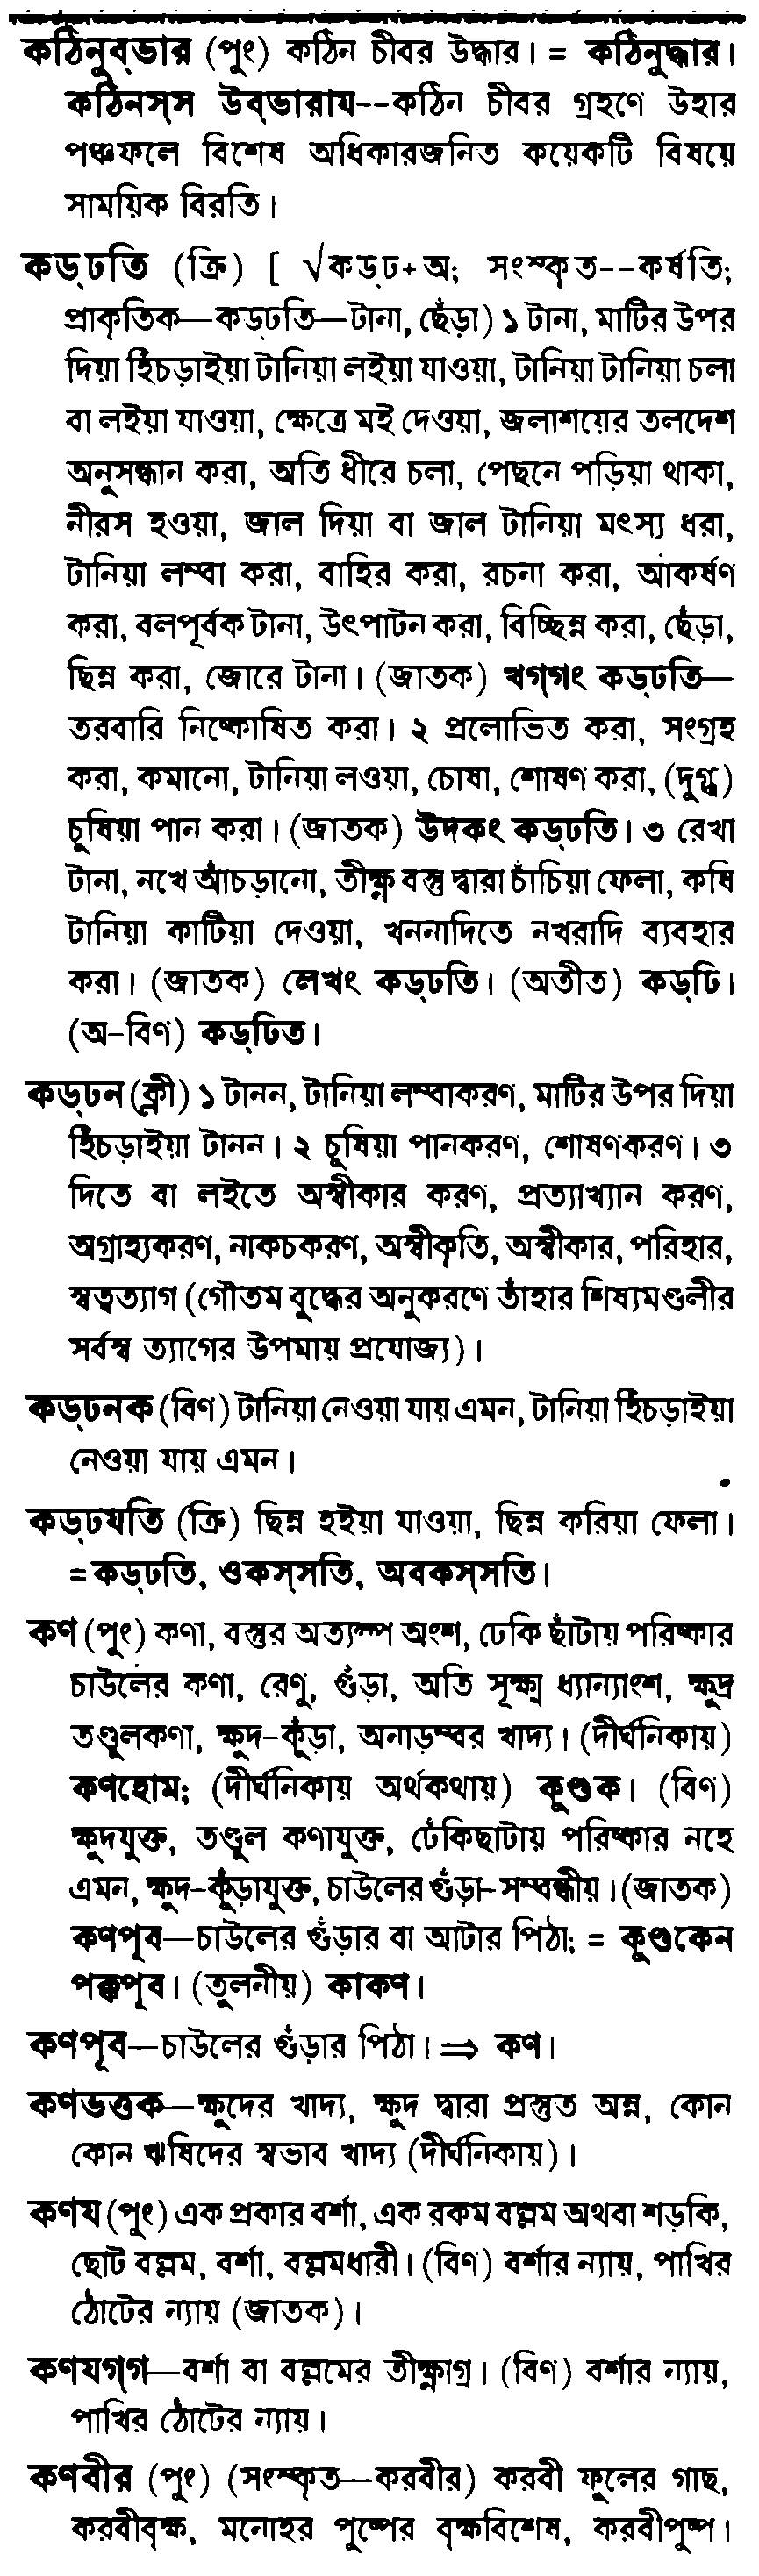 কঠিনুব্ভার (পুং) কঠিন চীবর উদ্ধার। = কঠিনুদ্ধার।
কঠিনস্স উব্ভারায--কঠিন চীবর গ্রহণে উহার
পঞ্চফলে বিশেষ অধিকারজনিত কয়েকটি বিষয়ে
সাময়িক বিরতি।
কড্ঢতি (ক্রি) [ √কড্ঢ+অ; সংস্কৃত--কর্ষতি;
প্রাকৃতিক—কড্ঢতি—টানা, ছেঁড়া) ১ টানা, মাটির উপর
দিয়া হিঁচড়াইয়া টানিয়া লইয়া যাওয়া, টানিয়া টানিয়া চলা
বা লইয়া যাওয়া, ক্ষেত্রে মই দেওয়া, জলাশয়ের তলদেশ
অনুসন্ধান করা, অতি ধীরে চলা, পেছনে পড়িয়া থাকা,
নীরস হওয়া, জাল দিয়া বা জাল টানিয়া মৎস্য ধরা,
টানিয়া লম্বা করা, বাহির করা, রচনা করা, আকর্ষণ
করা, বলপূর্বক টানা, উৎপাটন করা, বিচ্ছিন্ন করা, ছেঁড়া,
ছিন্ন করা, জোরে টানা। (জাতক) খগ্গং কড্ঢতি—
তরবারি নিষ্কোষিত করা। ২ প্রলোভিত করা, সংগ্রহ
করা, কমানো, টানিয়া লওয়া, চোষা, শোষণ করা, (দুগ্ধ)
চুষিয়া পান করা। (জাতক) উদকং কড্ঢতি। ৩ রেখা
টানা, নখে আঁচড়ানো, তীক্ষ্ণ বস্তু দ্বারা চাঁচিয়া ফেলা, কষি
টানিয়া কাটিয়া দেওয়া, খননাদিতে নখরাদি ব্যবহার
করা। (জাতক) লেখং কড্ঢতি। (অতীত) কড্ঢি।
(অ-বিণ) কড্ঢিত।
কড্ঢন (ক্লী) ১ টানন, টানিয়া লম্বাকরণ, মাটির উপর দিয়া
হিঁচড়াইয়া টানন। ২ চুষিয়া পানকরণ, শোষণকরণ। ৩
দিতে বা লইতে অস্বীকার করণ, প্রত্যাখ্যান করণ,
অগ্রাহ্যকরণ, নাকচকরণ, অস্বীকৃতি, অস্বীকার, পরিহার,
স্বত্বত্যাগ (গৌতম বুদ্ধের অনুকরণে তাঁহার শিষ্যমণ্ডলীর
সর্বস্ব ত্যাগের উপমায় প্রযোজ্য)।
কড্ঢনক (বিণ) টানিয়া নেওয়া যায় এমন, টানিয়া হিঁচড়াইয়া
নেওয়া যায় এমন।
কড্ঢযতি (ক্রি) ছিন্ন হইয়া যাওয়া, ছিন্ন করিয়া ফেলা।
=কড্ঢতি, ওকস্সতি, অবকস্সতি।
কণ (পুং) কণা, বস্তুর অত্যল্প অংশ, ঢেকি ছাঁটায় পরিষ্কার
চাউলের কণা, রেণু, গুঁড়া, অতি সূক্ষ্ম ধ্যান্যাংশ, ক্ষুদ্র
তণ্ডুলকণা, ক্ষুদ-কুঁড়া, অনাড়ম্বর খাদ্য। (দীর্ঘনিকায়)
কণহোম; (দীর্ঘনিকায় অর্থকথায়) কুণ্ডক। (বিণ)
ক্ষুদযুক্ত, তণ্ডুল কণাযুক্ত, ঢেঁকিছাটায় পরিষ্কার নহে
এমন, ক্ষুদ-কুঁড়াযুক্ত, চাউলের গুঁড়া-সম্বন্ধীয়। (জাতক)
কণপূব—চাউলের গুঁড়ার বা আটার পিঠা; = কুণ্ডকেন
পক্কপূব। (তুলনীয়) কাকণ।
কণপূব—চাউলের গুঁড়ার পিঠা। ⇒ কণ।
কণভত্তক—ক্ষুদের খাদ্য, ক্ষুদ দ্বারা প্রস্তুত অন্ন, কোন
কোন ঋষিদের স্বভাব খাদ্য (দীর্ঘনিকায়)।
কণয (পুং) এক প্রকার বর্শা, এক রকম বল্লম অথবা শড়কি,
ছোট বল্লম, বর্শা, বল্লমধারী। (বিণ) বর্শার ন্যায়, পাখির
ঠোটের ন্যায় (জাতক)।
কণযগ্গ—বর্শা বা বল্লমের তীক্ষ্ণাগ্র। (বিণ) বর্শার ন্যায়,
পাখির ঠোটের ন্যায়।
কণবীর (পুং) (সংস্কৃত—করবীর) করবী ফুলের গাছ,
করবীবৃক্ষ, মনোহর পুষ্পের বৃক্ষবিশেষ, করবীপুষ্প।